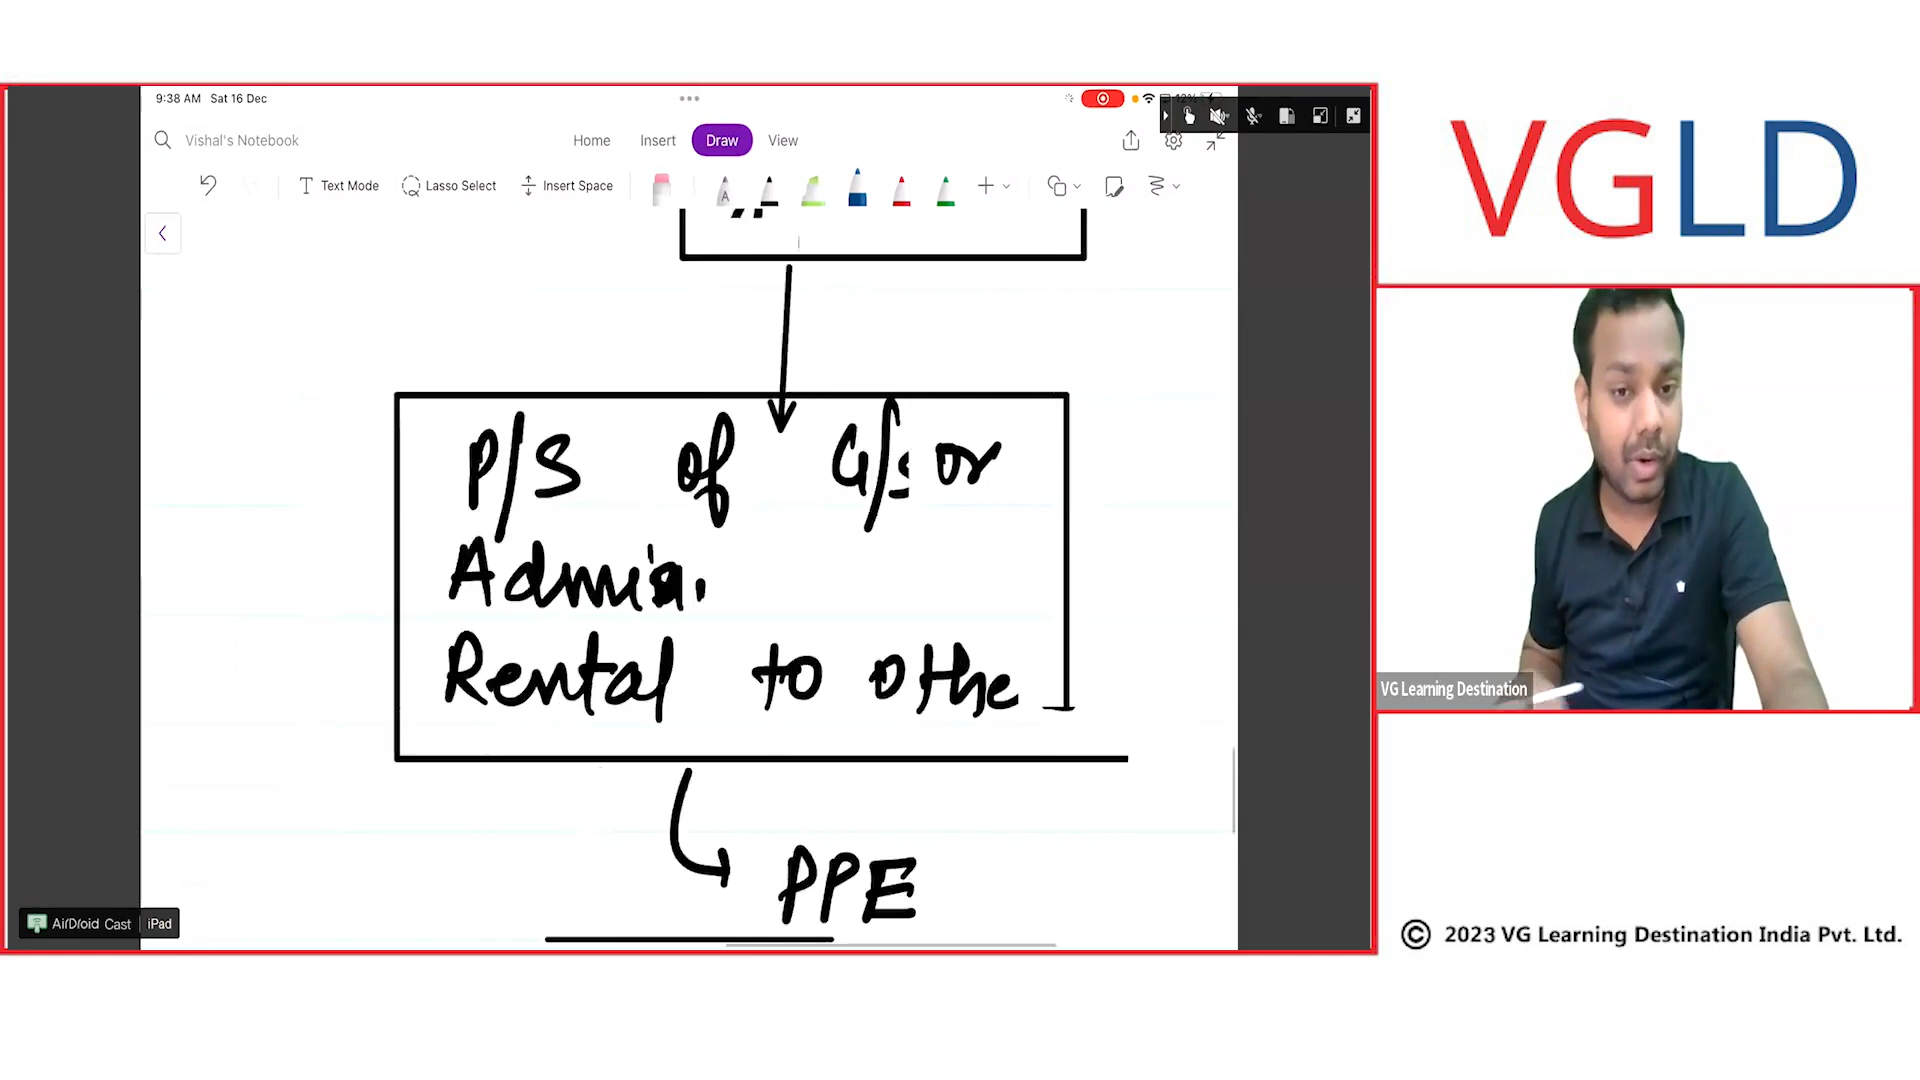 9:38 AM Sat 16 Dec
12%
Vishal's Notebook
Home Insert Draw View
Text Mode Lasso Select Insert Space
P/S of G/s or
Admin.
Rental to othe
PPE
AirDroid Cast iPad
VGLD
VG Learning Destination
© 2023 VG Learning Destination India Pvt. Ltd.